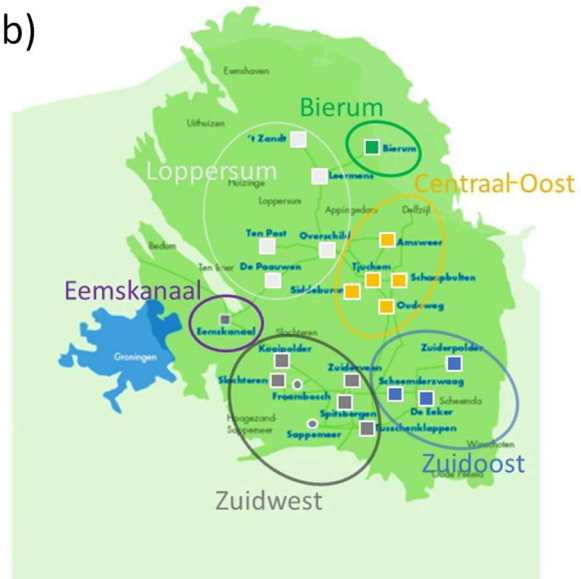 b)
Eemshaven
Bierum
Uithuizen
't Zandt
Bierum
Loppersum
Leermens
Huizinge
Centraal-Oost
Loppersum
Appingedam
Delfzijl
Ten Post
Overschild
Amsweer
Bedum
Ten Boer
De Paauwen
Tjuchem
Schaapbulten
Eemskanaal
Siddeburen
Oudeweg
Eemskanaal
Slochteren
Groningen
Kooipolder
Zuiderveen
Zuiderpolder
Slochteren
Scheemderzwaag
Froombosch
Scheemda
Spitsbergen
De Eeker
Hoogezand-
Sappemeer
Sappemeer
Tusschenklappen
Winschoten
Zuidoost
Oude Pekela
Zuidwest